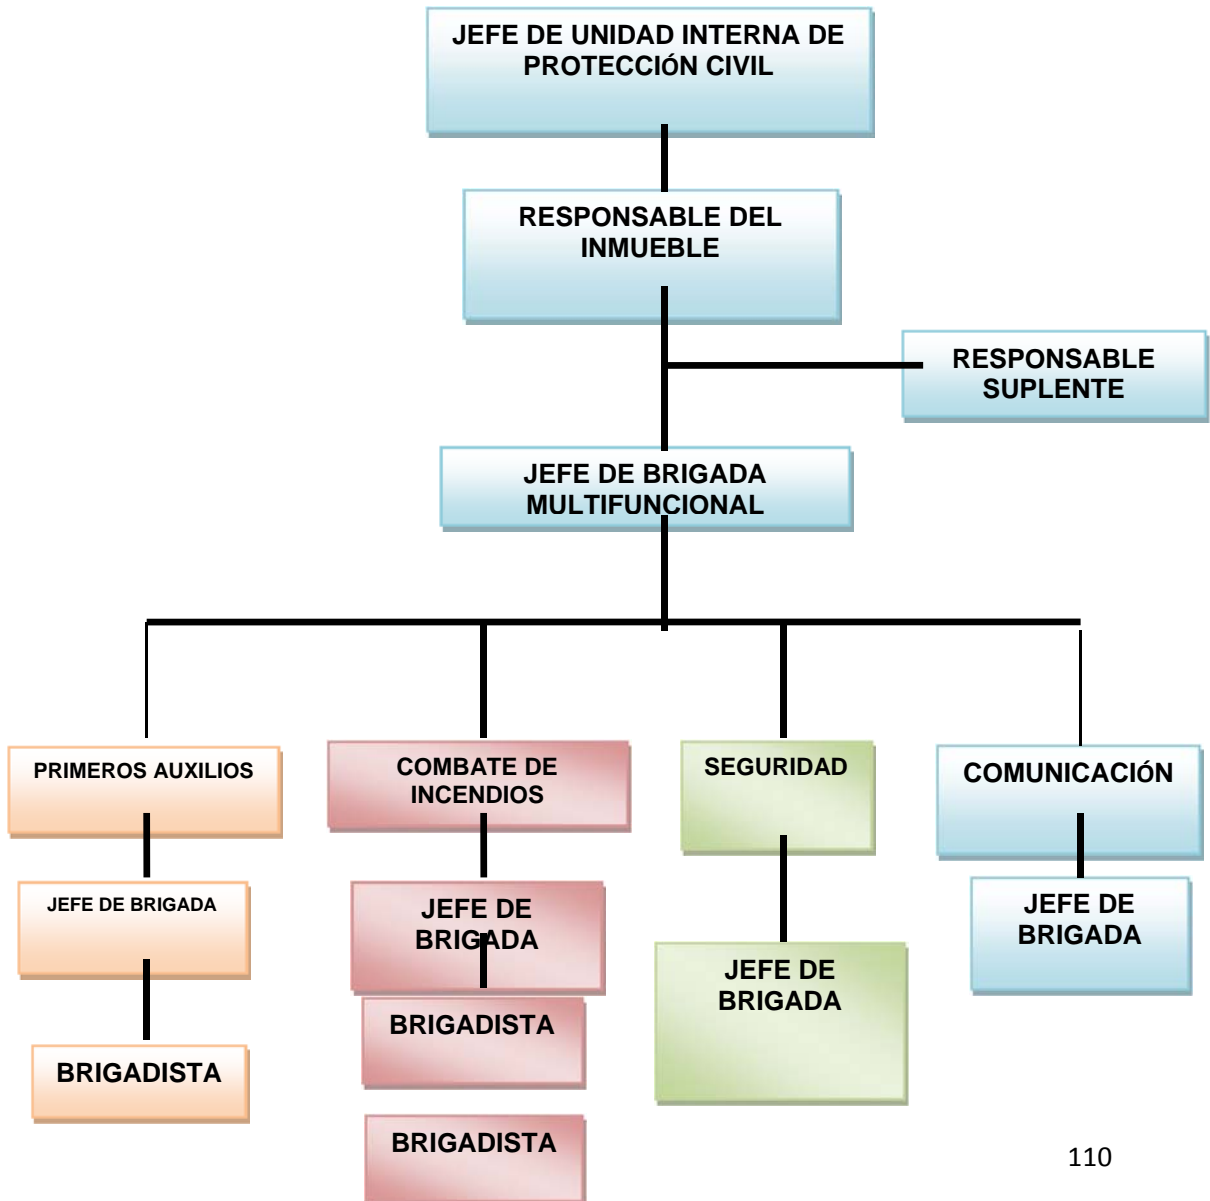 JEFE DE UNIDAD INTERNA DE
PROTECCIÓN CIVIL
RESPONSABLE DEL
INMUEBLE
RESPONSABLE
SUPLENTE
JEFE DE BRIGADA
MULTIFUNCIONAL
PRIMEROS AUXILIOS
COMBATE DE
INCENDIOS
SEGURIDAD
COMUNICACIÓN
JEFE DE BRIGADA
JEFE DE
BRIGADA
JEFE DE
BRIGADA
JEFE DE
BRIGADA
BRIGADISTA
BRIGADISTA
BRIGADISTA
110